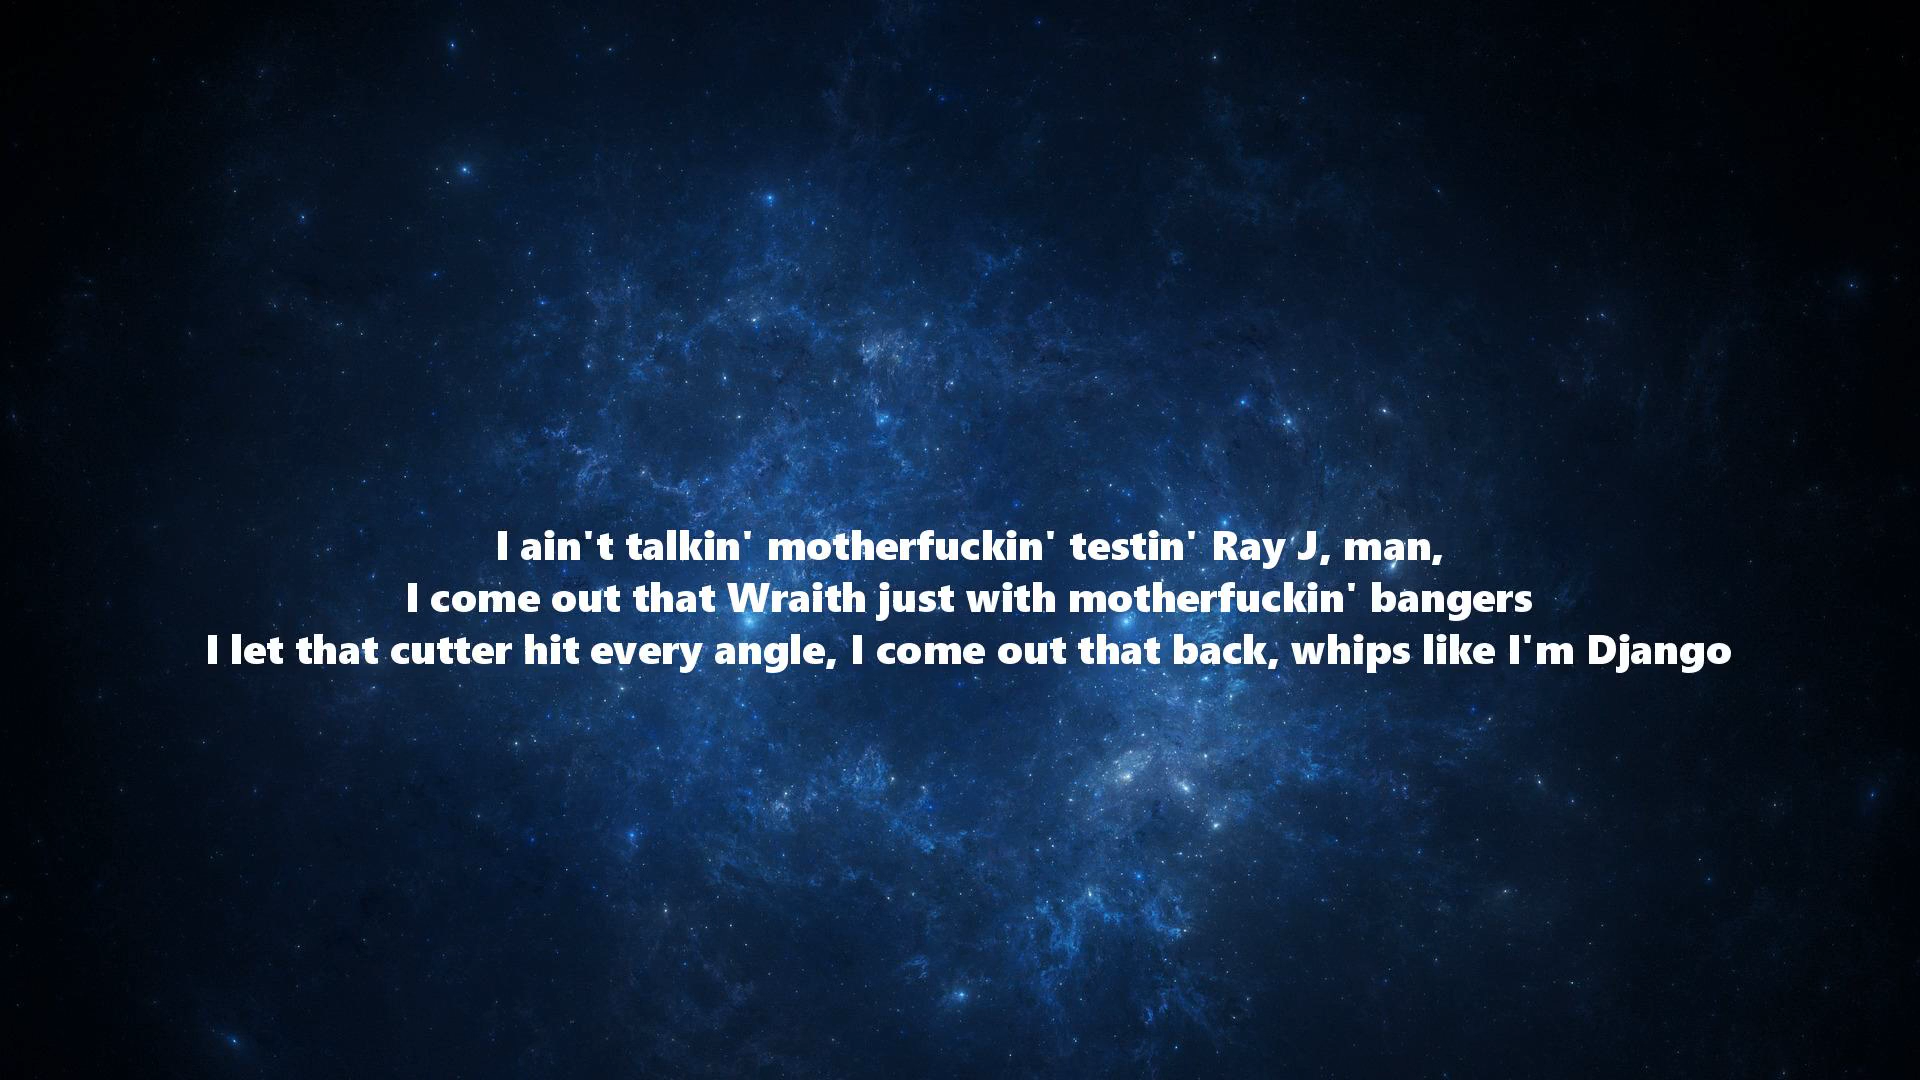 I ain't talkin' motherfuckin' testin' Ray J, man,
I come out that Wraith just with motherfuckin' bangers
I let that cutter hit every angle, I come out that back, whips like I'm Django